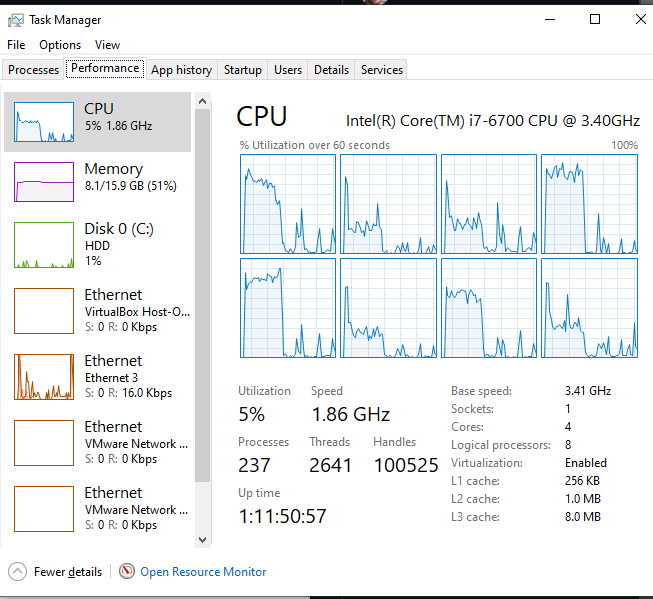 Task Manager
File Options View
Processes Performance App history Startup Users Details Services
CPU
5% 1.86 GHz
Memory
8.1/15.9 GB (51%)
Disk 0 (C:)
HDD
1%
Ethernet
VirtualBox Host-O...
S: 0 R: 0 Kbps
Ethernet
Ethernet 3
S: 0 R: 16.0 Kbps
Ethernet
VMware Network ...
S: 0 R: 0 Kbps
Ethernet
VMware Network ...
S: 0 R: 0 Kbps
CPU Intel(R) Core(TM) i7-6700 CPU @ 3.40GHz
% Utilization over 60 seconds 100%
Utilization Speed
5% 1.86 GHz
Processes Threads Handles
237 2641 100525
Up time
1:11:50:57
Base speed: 3.41 GHz
Sockets: 1
Cores: 4
Logical processors: 8
Virtualization: Enabled
L1 cache: 256 KB
L2 cache: 1.0 MB
L3 cache: 8.0 MB
Fewer details Open Resource Monitor